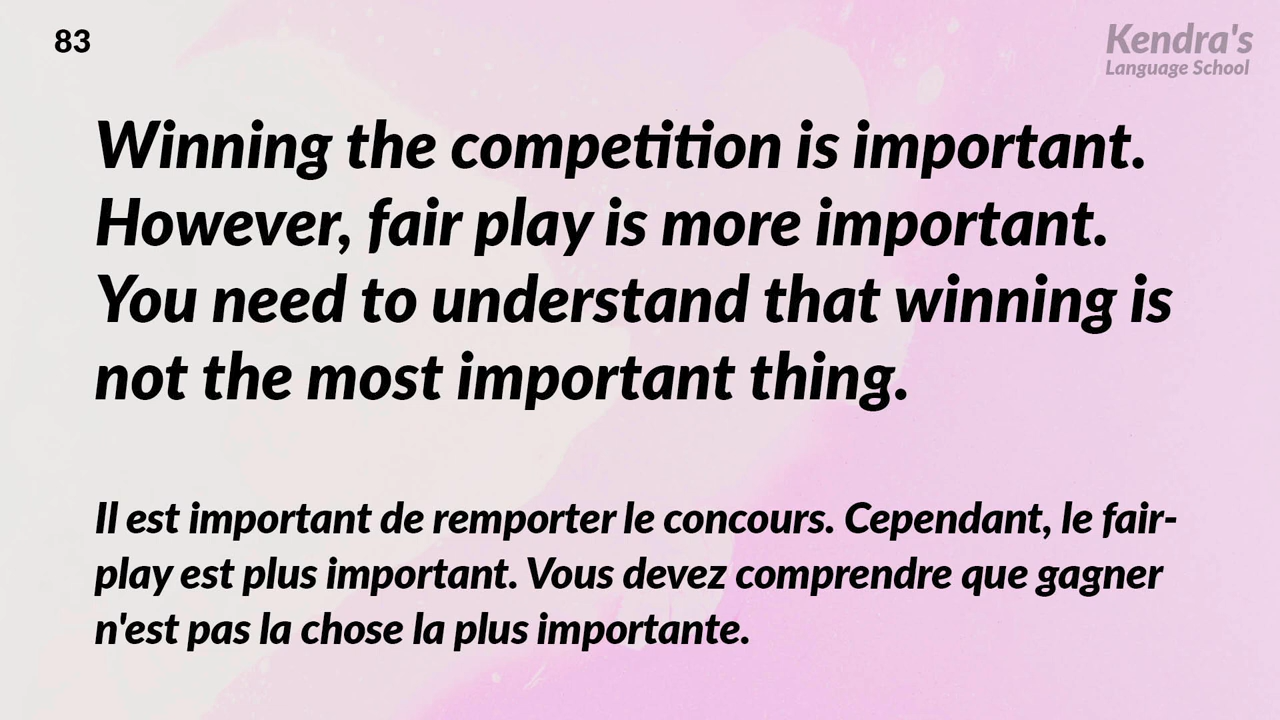 83
Kendra's
Language School
Winning the competition is important.
However, fair play is more important.
You need to understand that winning is
not the most important thing.
Il est important de remporter le concours. Cependant, le fair-
play est plus important. Vous devez comprendre que gagner
n'est pas la chose la plus importante.